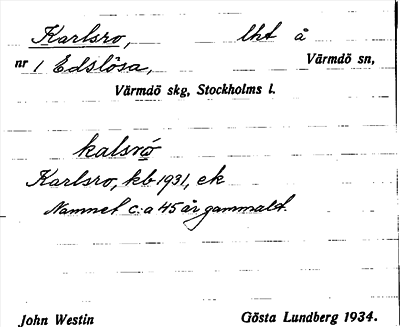 Karlsro, lht å
nr 1 Edslösa, Värmdö sn,
Värmdö skg, Stockholms l.
kalsrò
Karlsro, kb 1931, ek
Namnet c:a 45 år gammalt.
John Westin Gösta Lundberg 1934.